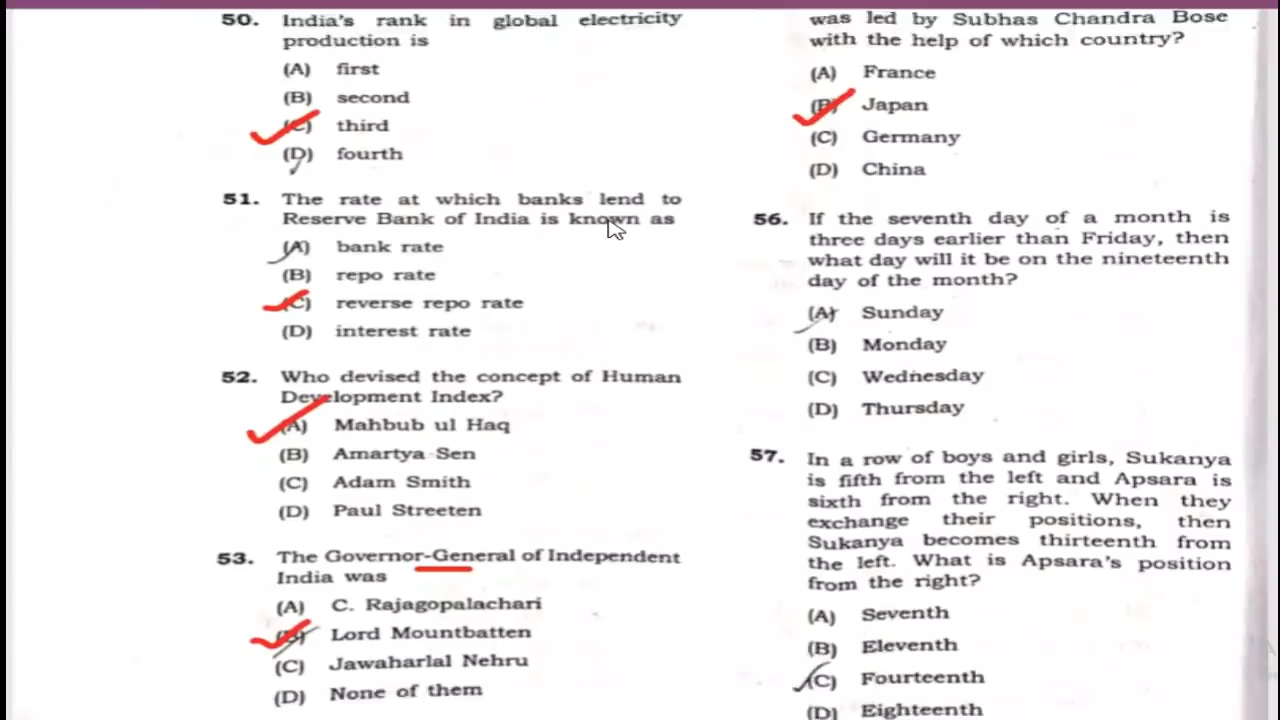 50. India's rank in global electricity
production is
(A) first
(B) second
(C) third
(D) fourth
51. The rate at which banks lend to
Reserve Bank of India is known as
(A) bank rate
(B) repo rate
(C) reverse repo rate
(D) interest rate
52. Who devised the concept of Human
Development Index?
(A) Mahbub ul Haq
(B) Amartya Sen
(C) Adam Smith
(D) Paul Streeten
53. The Governor-General of Independent
India was
(A) C. Rajagopalachari
(B) Lord Mountbatten
(C) Jawaharlal Nehru
(D) None of them
was led by Subhas Chandra Bose
with the help of which country?
(A) France
(B) Japan
(C) Germany
(D) China
56. If the seventh day of a month is
three days earlier than Friday, then
what day will it be on the nineteenth
day of the month?
(A) Sunday
(B) Monday
(C) Wednesday
(D) Thursday
57. In a row of boys and girls, Sukanya
is fifth from the left and Apsara is
sixth from the right. When they
exchange their positions, then
Sukanya becomes thirteenth from
the left. What is Apsara's position
from the right?
(A) Seventh
(B) Eleventh
(C) Fourteenth
(D) Eighteenth